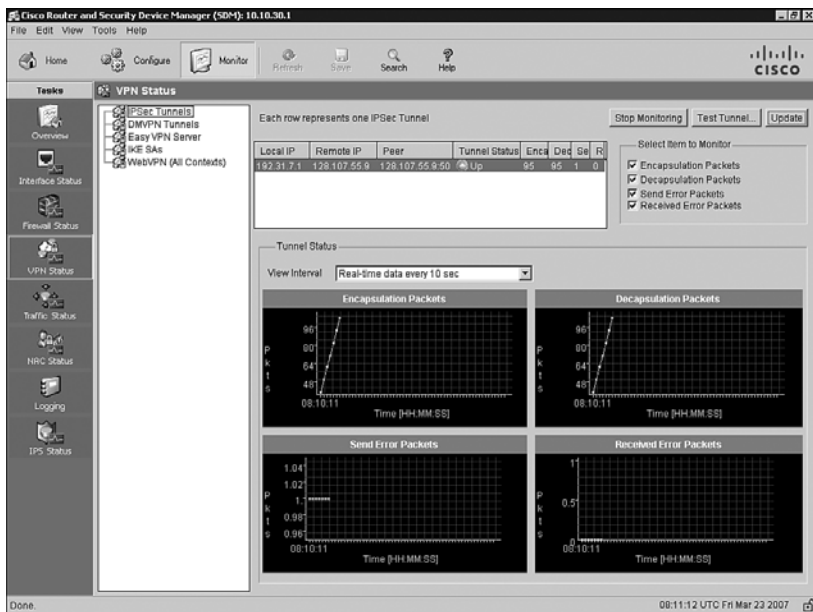 Cisco Router and Security Device Manager (SDM): 10.10.30.1
File Edit View Tools Help
Home Configure Monitor Refresh Save Search Help
CISCO
Tasks
VPN Status
Overview
Interface Status
Firewall Status
VPN Status
Traffic Status
NAC Status
Logging
IPS Status
IPSec Tunnels
DMVPN Tunnels
Easy VPN Server
IKE SAs
WebVPN (All Contexts)
Each row represents one IPSec Tunnel
Stop Monitoring Test Tunnel... Update
Local IP Remote IP Peer Tunnel Status Enca Dec Se R
192.31.7.1 128.107.55.9 128.107.55.9:50 Up 95 95 1 0
Select Item to Monitor
Encapsulation Packets
Decapsulation Packets
Send Error Packets
Received Error Packets
Tunnel Status
View Interval Real-time data every 10 sec
Encapsulation Packets
96
80
64
48
Pkts
08:10:11
Time [HH:MM:SS]
Decapsulation Packets
96
80
64
48
Pkts
08:10:11
Time [HH:MM:SS]
Send Error Packets
1.04
1.02
1.
0.98
0.96
Pkts
08:10:11
Time [HH:MM:SS]
Received Error Packets
1
0.5
0
Pkts
08:10:11
Time [HH:MM:SS]
Done.
08:11:12 UTC Fri Mar 23 2007